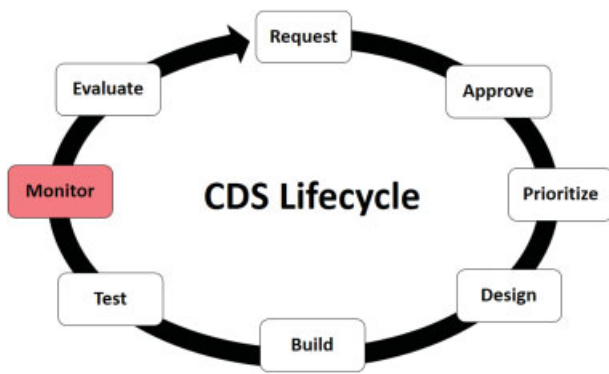 Request
Approve
Prioritize
Design
Build
Test
Monitor
Evaluate
CDS Lifecycle